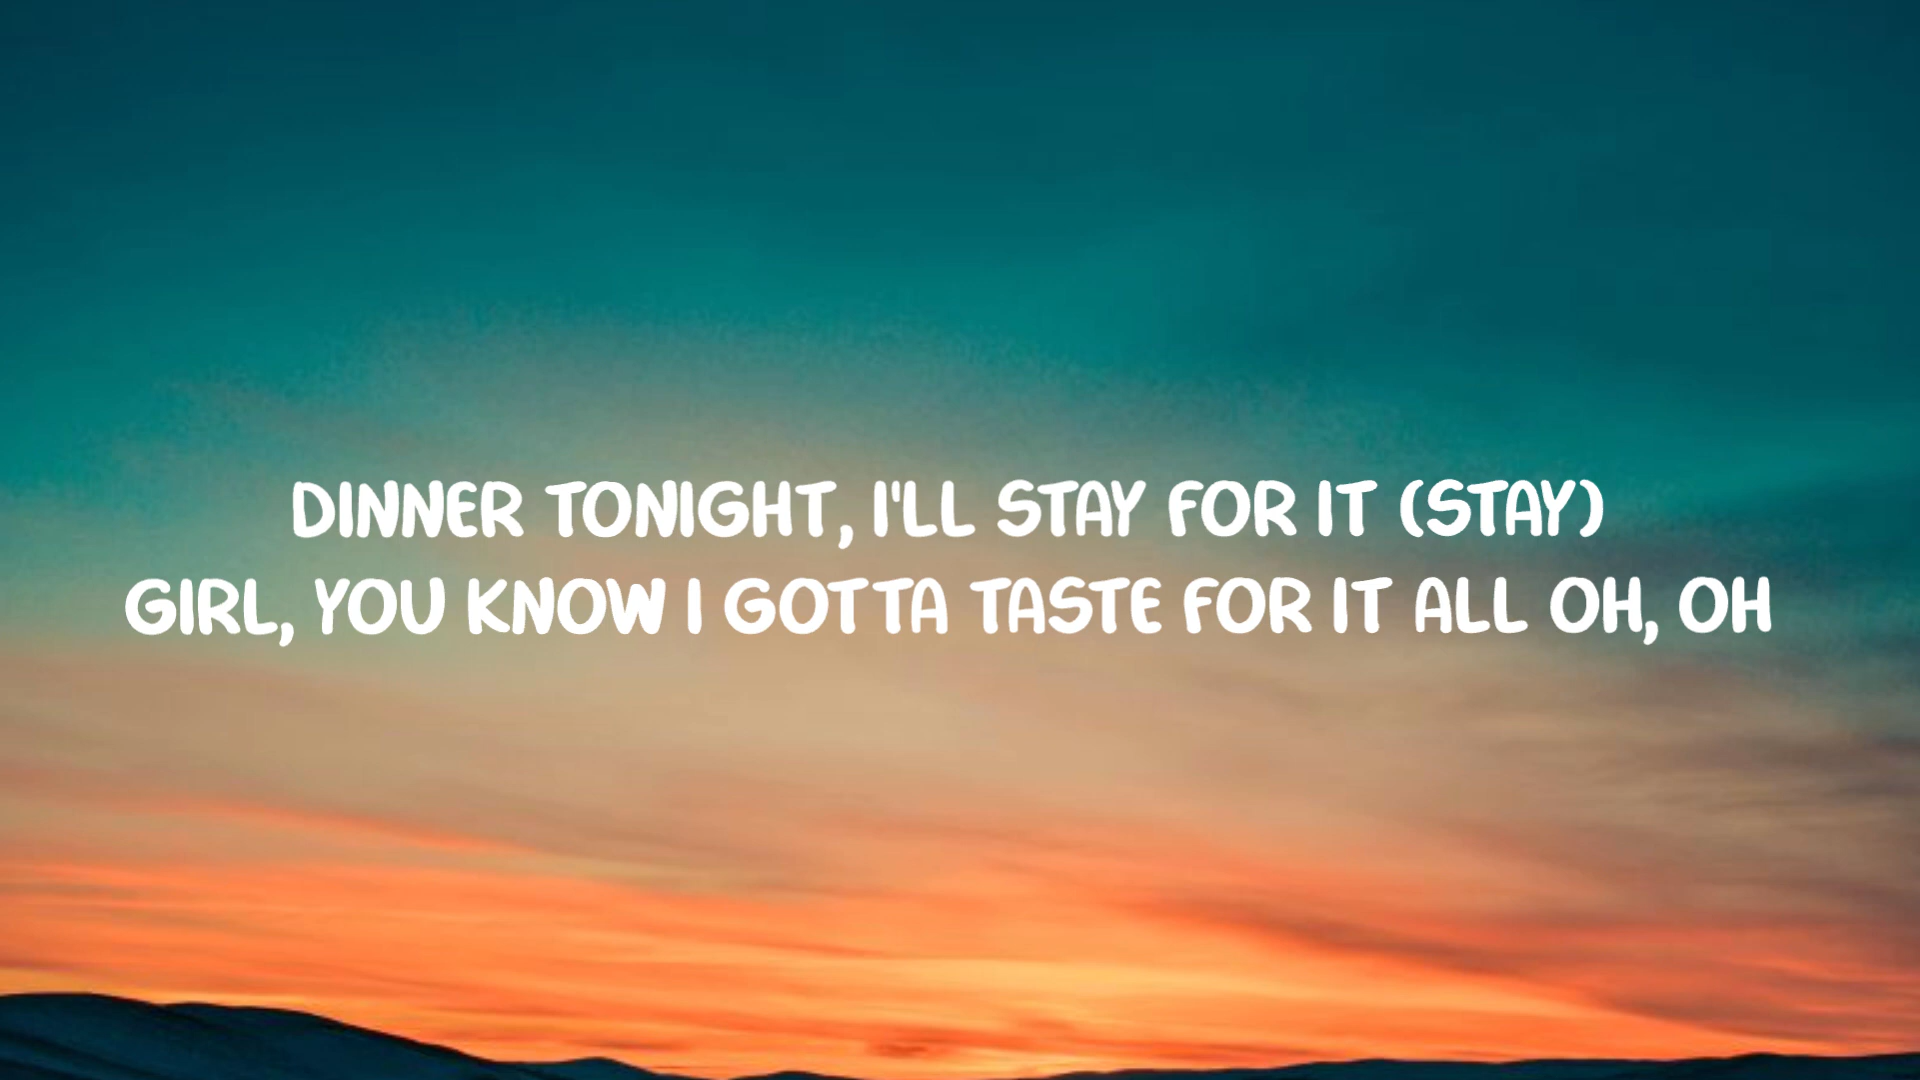 DINNER TONIGHT, I'LL STAY FOR IT (STAY)
GIRL, YOU KNOW I GOTTA TASTE FOR IT ALL OH, OH